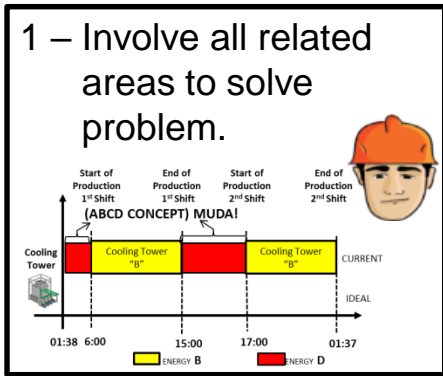 1 – Involve all related
areas to solve
problem.
Start of Production 1st Shift
End of Production 1st Shift
Start of Production 2nd Shift
End of Production 2nd Shift
(ABCD CONCEPT) MUDA!
Cooling Tower
Cooling Tower "B"
Cooling Tower "B"
CURRENT
IDEAL
01:38 6:00 15:00 17:00 01:37
ENERGY B ENERGY D